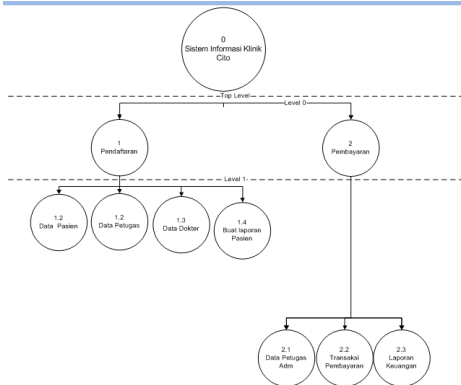 0
Sistem Informasi Klinik
Cito
Top Level
Level 0
1
Pendaftaran
2
Pembayaran
Level 1
1.2
Data Pasien
1.2
Data Petugas
1.3
Data Dokter
1.4
Buat laporan
Pasien
2.1
Data Petugas
Adm
2.2
Transaksi
Pembayaran
2.3
Laporan
Keuangan